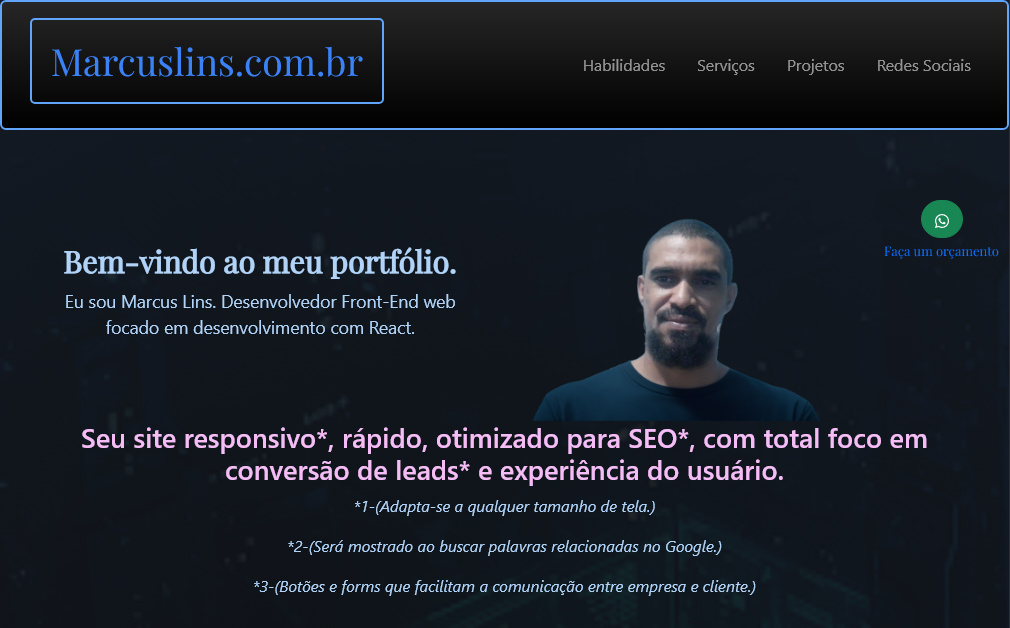 Marcuslins.com.br
Habilidades Serviços Projetos Redes Sociais
Faça um orçamento
Bem-vindo ao meu portfólio.
Eu sou Marcus Lins. Desenvolvedor Front-End web
focado em desenvolvimento com React.
Seu site responsivo*, rápido, otimizado para SEO*, com total foco em
conversão de leads* e experiência do usuário.
*1-(Adapta-se a qualquer tamanho de tela.)
*2-(Será mostrado ao buscar palavras relacionadas no Google.)
*3-(Botões e forms que facilitam a comunicação entre empresa e cliente.)